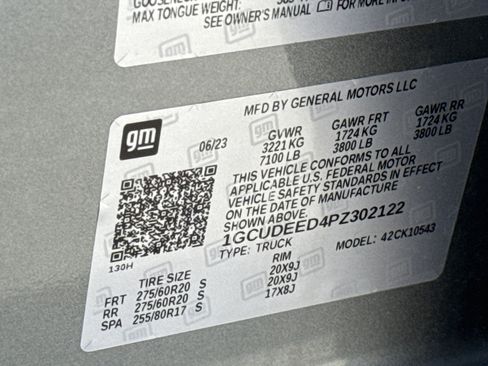 MAX TONGUE WEIGHT:
SEE OWNER'S MANUAL FOR MORE
MFD BY GENERAL MOTORS LLC
gm
06/23 GVWR GAWR FRT GAWR RR
3221 KG 1724 KG 1724 KG
7100 LB 3800 LB 3800 LB
THIS VEHICLE CONFORMS TO ALL
APPLICABLE U.S. FEDERAL MOTOR
VEHICLE SAFETY STANDARDS IN EFFECT
ON THE DATE OF MANUFACTURE
SHOWN ABOVE.
1GCUDEED4PZ302122
TYPE: TRUCK MODEL: 42CK10543
130H
TIRE SIZE RIM
FRT 275/60R20 S 20X9J
RR 275/60R20 S 20X9J
SPA 255/80R17 S 17X8J